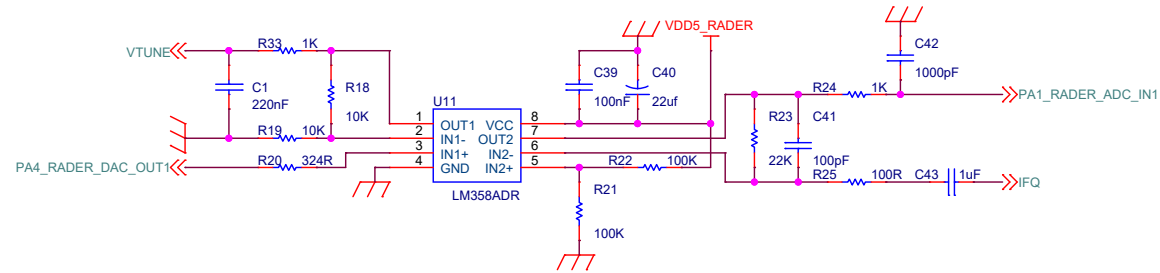 VDD5_RADER
C42
1000pF
VTUNE
R33 1K
C1
220nF
R18
10K
C39
100nF
C40
22uf
R24 1K
PA1_RADER_ADC_IN1
U11
R19 10K
1 OUT1 VCC 8
2 IN1- OUT2 7
3 IN1+ IN2- 6
4 GND IN2+ 5
LM358ADR
R23
22K
C41
100pF
PA4_RADER_DAC_OUT1
R20 324R
R22 100K
R21
100K
R25 100R
C43 1uF
IFQ